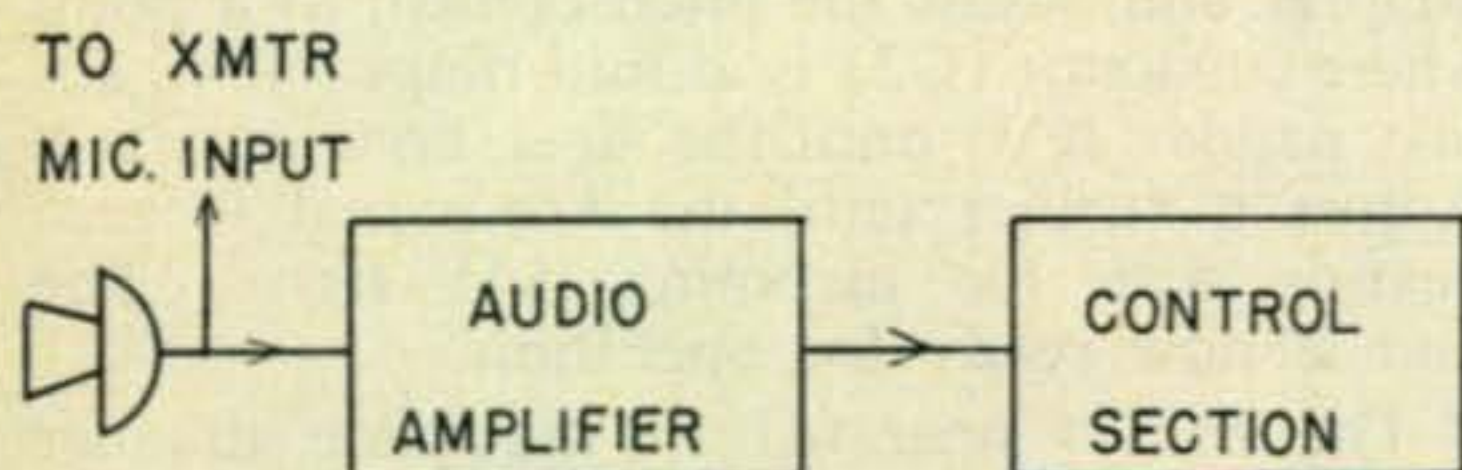 TO XMTR
MIC. INPUT
AUDIO
AMPLIFIER
CONTROL
SECTION